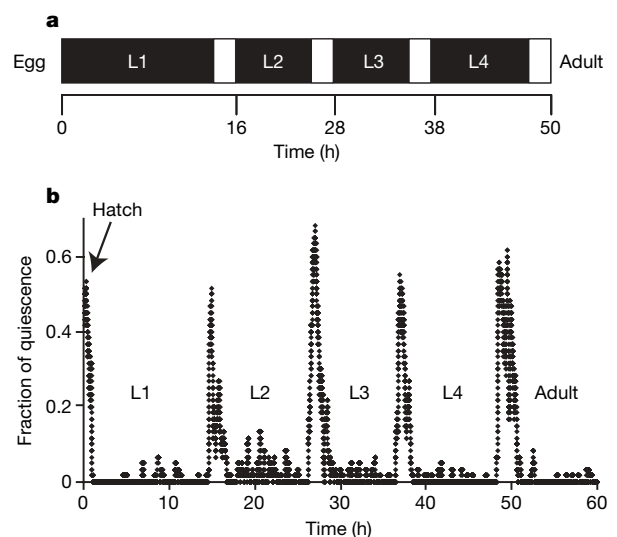 a
Egg L1 L2 L3 L4 Adult
0 16 28 38 50
Time (h)
b
Hatch
Fraction of quiescence
0.6
0.4
0.2
0
L1 L2 L3 L4 Adult
0 10 20 30 40 50 60
Time (h)